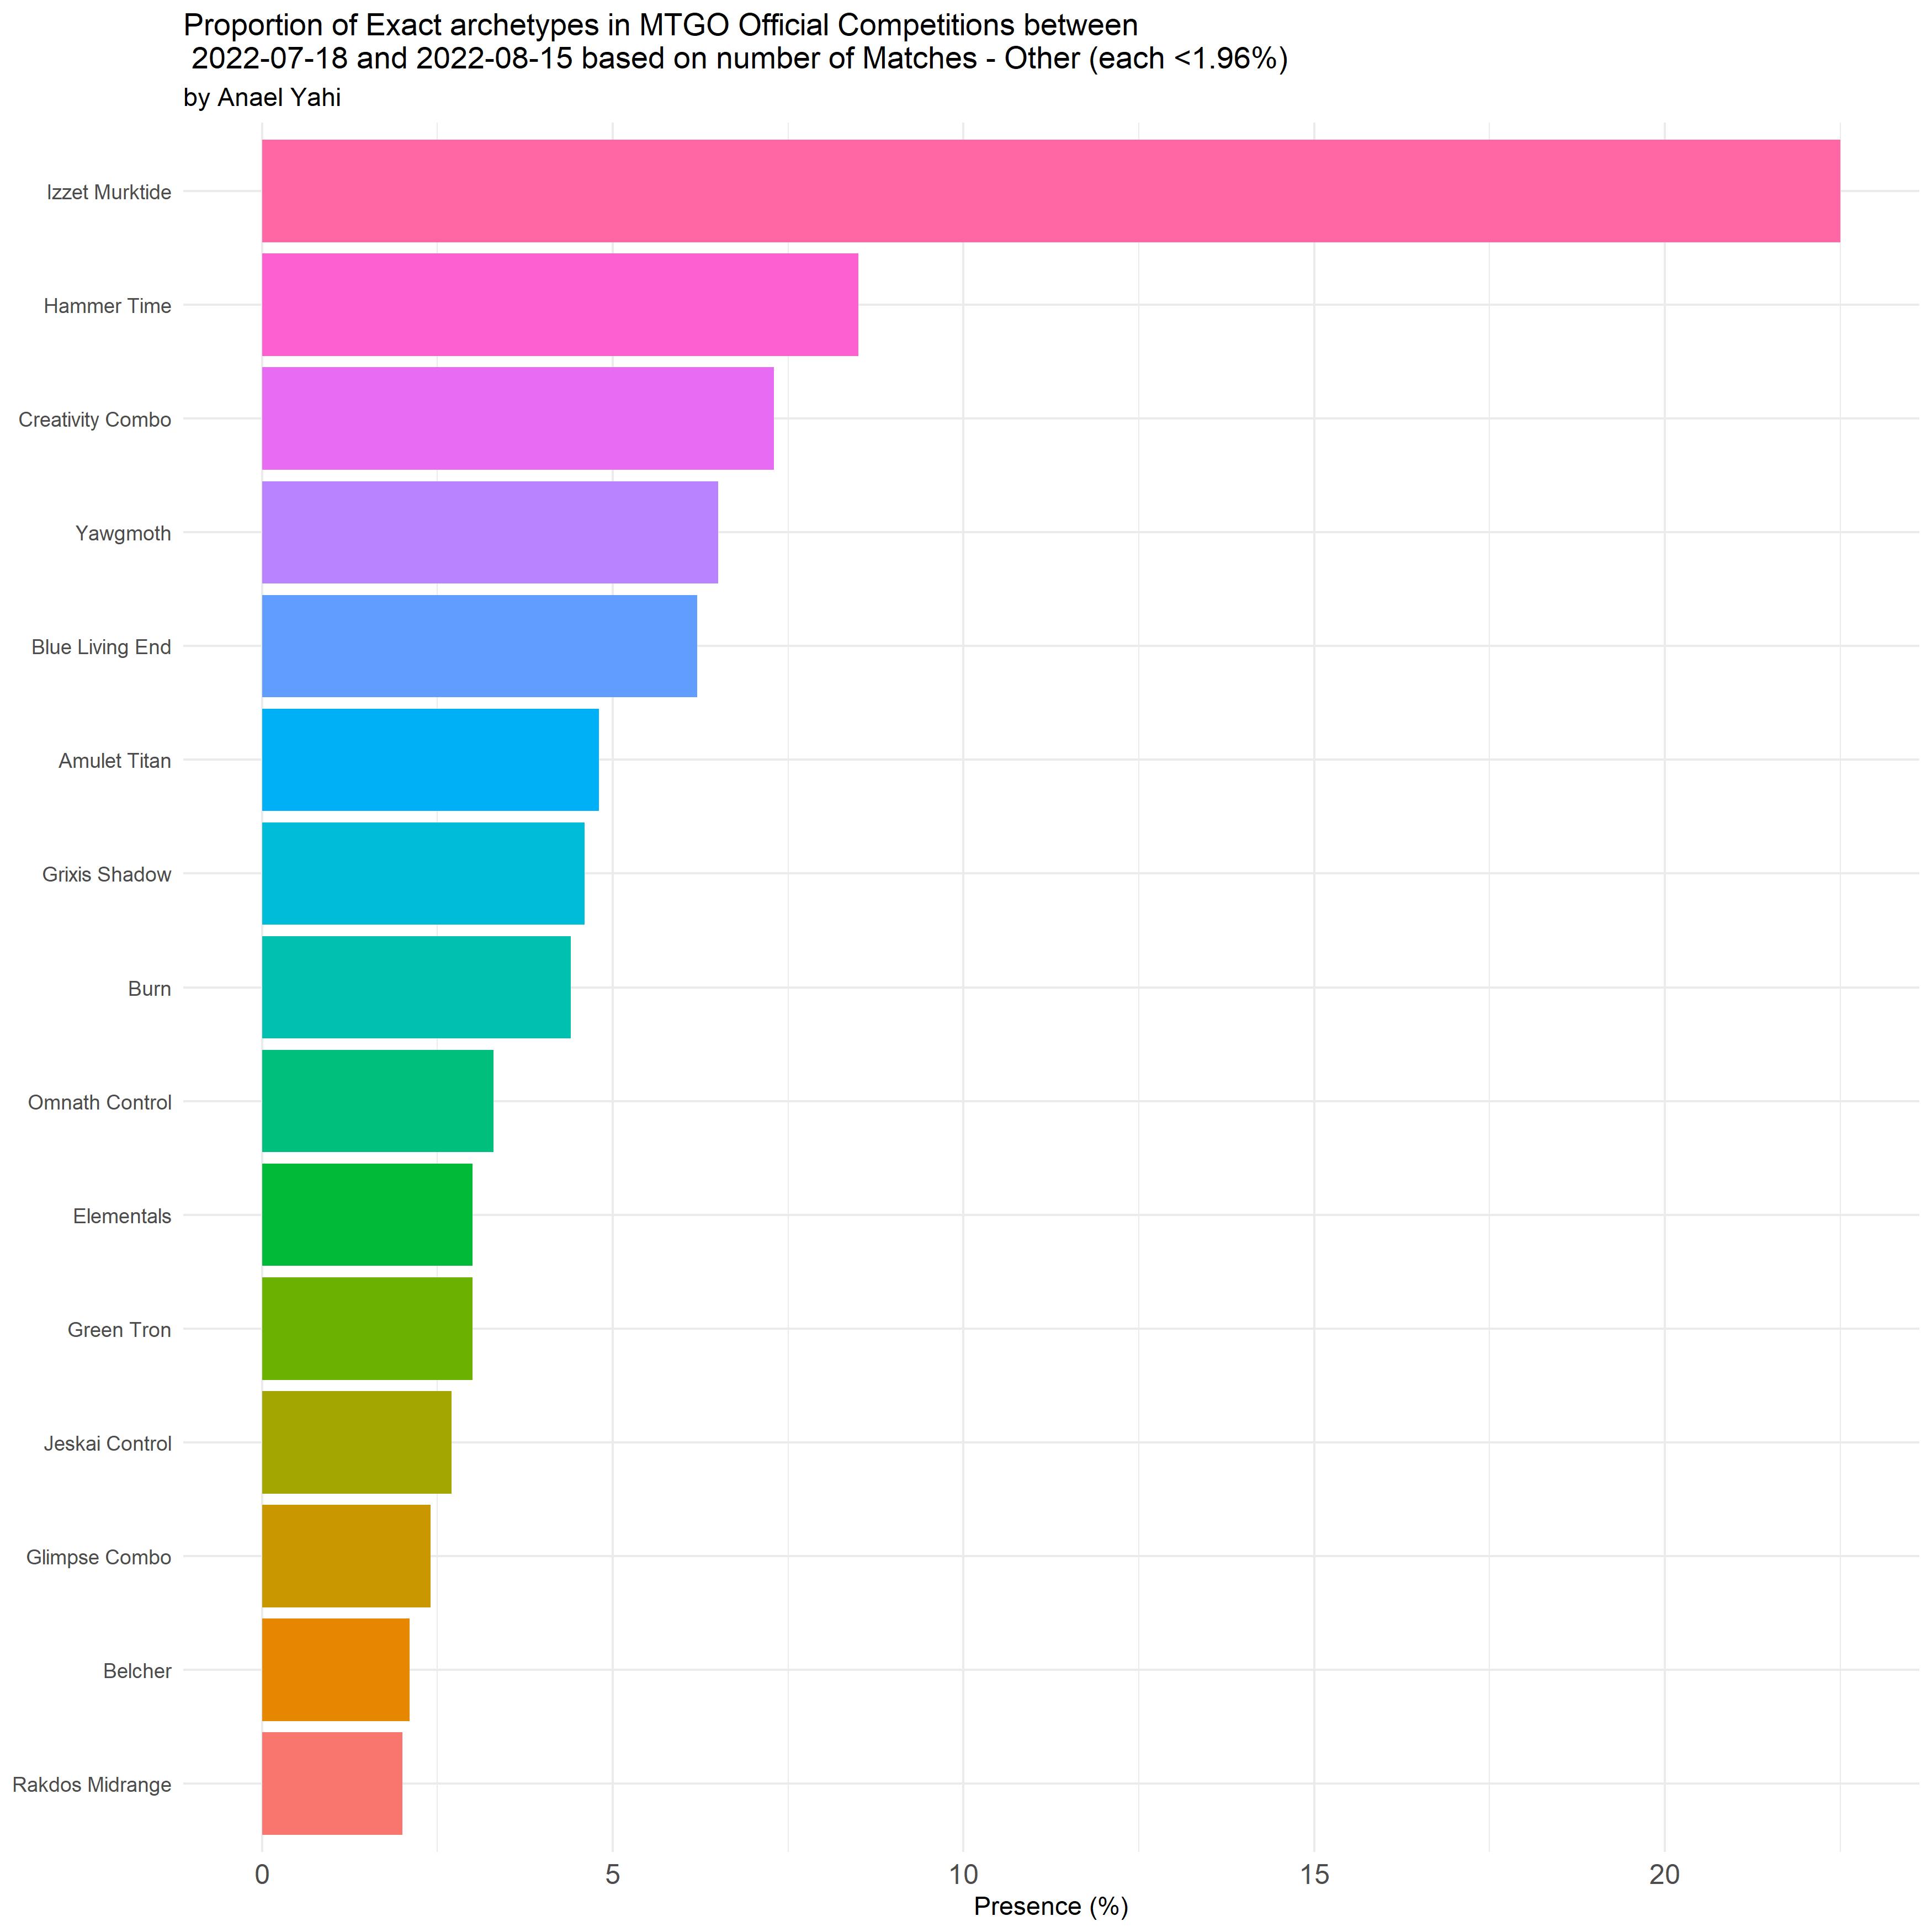 Proportion of Exact archetypes in MTGO Official Competitions between
2022-07-18 and 2022-08-15 based on number of Matches - Other (each <1.96%)
by Anael Yahi
Izzet Murktide
Hammer Time
Creativity Combo
Yawgmoth
Blue Living End
Amulet Titan
Grixis Shadow
Burn
Omnath Control
Elementals
Green Tron
Jeskai Control
Glimpse Combo
Belcher
Rakdos Midrange
0 5 10 15 20
Presence (%)